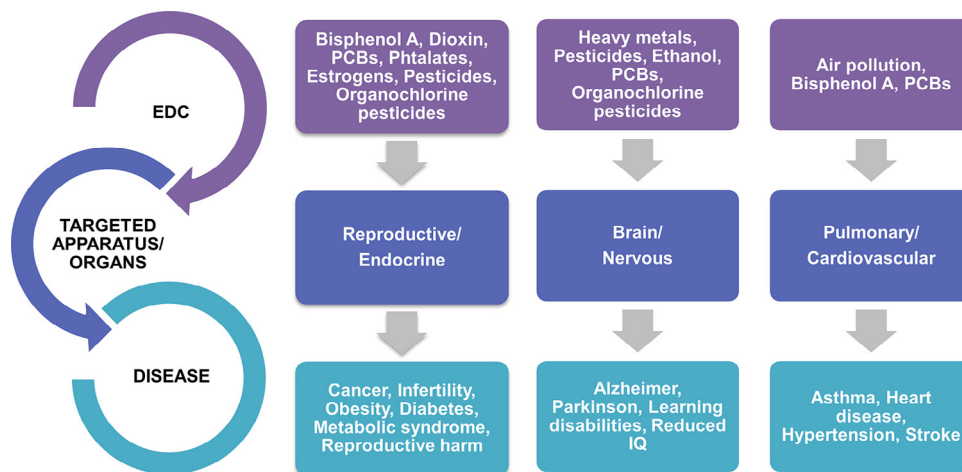 EDC
Bisphenol A, Dioxin,
PCBs, Phtalates,
Estrogens, Pesticides,
Organochlorine
pesticides
Heavy metals,
Pesticides, Ethanol,
PCBs,
Organochlorine
pesticides
Air pollution,
Bisphenol A, PCBs
TARGETED
APPARATUS/
ORGANS
Reproductive/
Endocrine
Brain/
Nervous
Pulmonary/
Cardiovascular
DISEASE
Cancer, Infertility,
Obesity, Diabetes,
Metabolic syndrome,
Reproductive harm
Alzheimer,
Parkinson, Learning
disabilities, Reduced
IQ
Asthma, Heart
disease,
Hypertension, Stroke